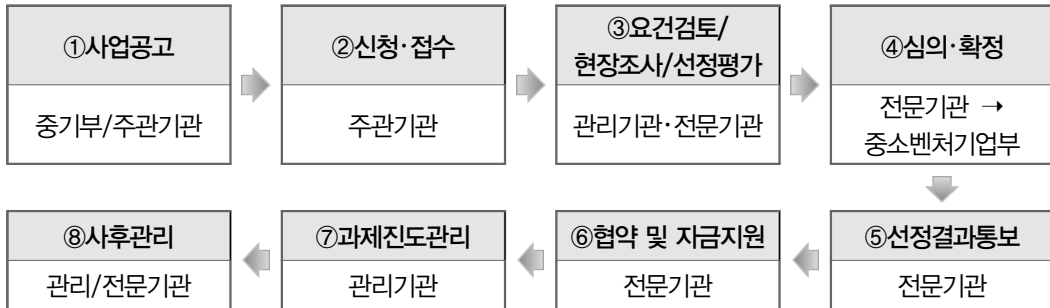 ①사업공고
중기부/주관기관
②신청·접수
주관기관
③요건검토/
현장조사/선정평가
관리기관·전문기관
④심의·확정
전문기관 →
중소벤처기업부
⑤선정결과통보
전문기관
⑥협약 및 자금지원
전문기관
⑦과제진도관리
관리기관
⑧사후관리
관리/전문기관